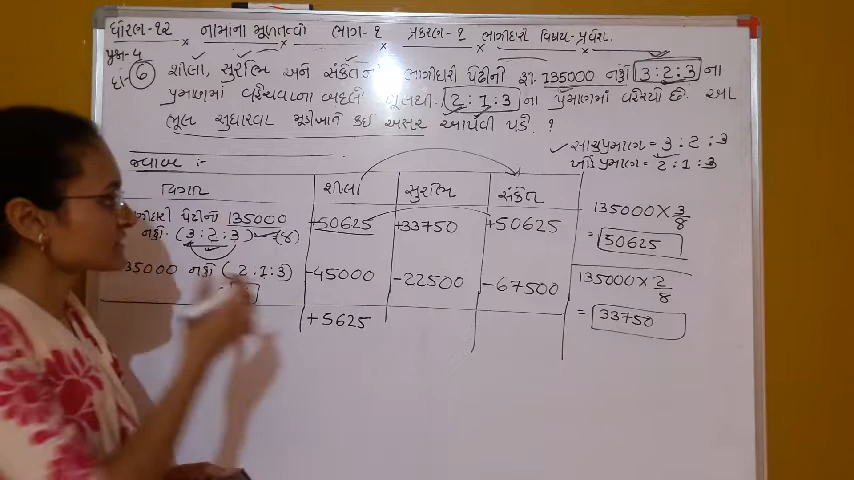 ધોરણ-૧૨ નામાના મૂળતત્વો ભાગ-૧ પ્રકરણ-૧ ભાગીદારી વિષય-પ્રવેશ.
પ્રશ્ન-૫
દા.⑥ શીલા, સુરભિ અને સંકેતની ભાગીદારી પેઢીની રૂા. 135000 નફો 3:2:3 ના
પ્રમાણમાં વહેંચવાના બદલે ભૂલથી 2:1:3 ના પ્રમાણમાં વહેંચ્યો છે. આ
ભૂલ સુધારવા મૂડીખાતે કઈ અસર આપવી પડે ?
સાચુ પ્રમાણ = 3:2:3
પ્રમાણ = 2:1:3
જવાબ :-
વિગત શીલા સુરભિ સંકેત
પેઢીનો 135000 +50625 +33750 +50625
નફો. (3:2:3)
35000 નફો (2:1:3) -45000 -22500 -67500
+5625
135000 × 3/8
= 50625
135000 × 2/8
= 33750